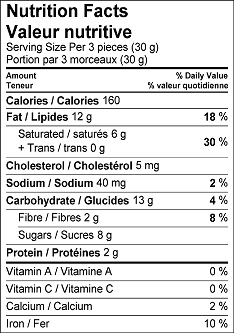 Nutrition Facts
Valeur nutritive
Serving Size Per 3 pieces (30 g)
Portion par 3 morceaux (30 g)
Amount % Daily Value
Teneur % valeur quotidienne
Calories / Calories 160
Fat / Lipides 12 g 18 %
Saturated / saturés 6 g
+ Trans / trans 0 g 30 %
Cholesterol / Cholestérol 5 mg
Sodium / Sodium 40 mg 2 %
Carbohydrate / Glucides 13 g 4 %
Fibre / Fibres 2 g 8 %
Sugars / Sucres 8 g
Protein / Protéines 2 g
Vitamin A / Vitamine A 0 %
Vitamin C / Vitamine C 0 %
Calcium / Calcium 2 %
Iron / Fer 10 %